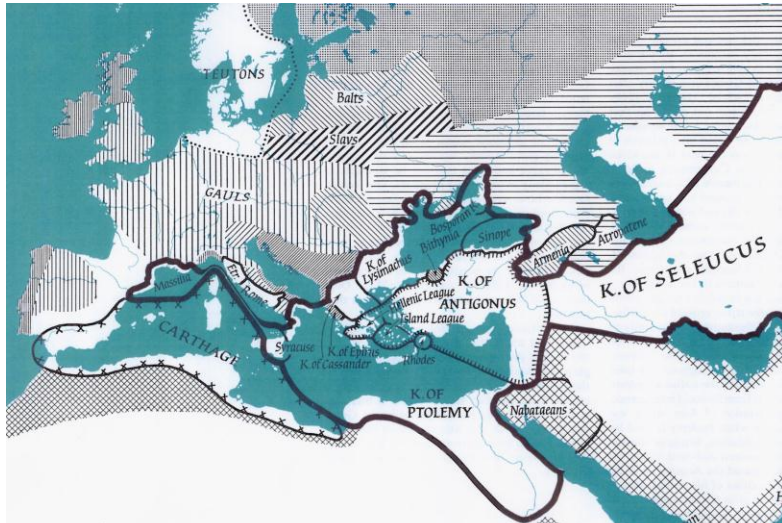 TEUTONS
Balts
Slavs
GAULS
Bosporan
Bithynia
Sinope
K. of
Lysimachus
Armenia
Atropatene
K. OF SELEUCUS
Massilia
Etr.
Rome
K. OF
ANTIGONUS
Hellenic League
Island League
CARTHAGE
Syracuse
K. of Epirus
K. of Cassander
Rhodes
K. OF
PTOLEMY
Nabataeans